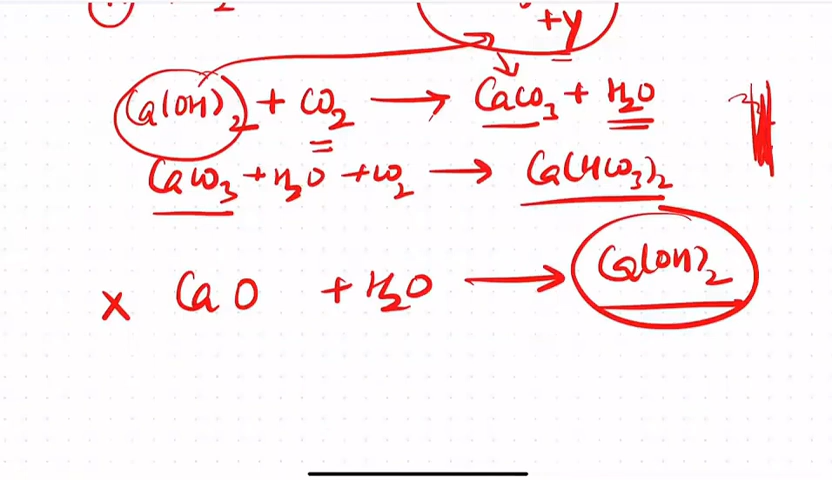 +y
Ca(OH)2 + CO2 → CaCO3 + H2O
CaCO3 + H2O + CO2 → Ca(HCO3)2
x CaO + H2O → Ca(OH)2